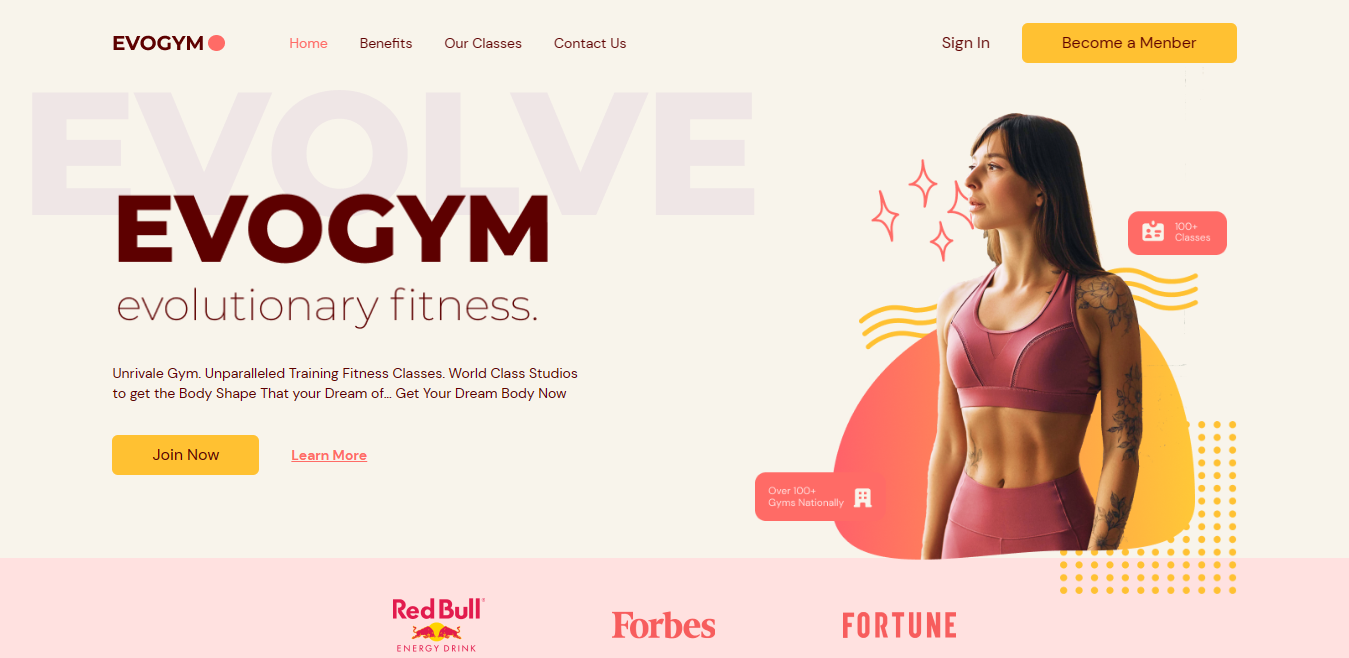 EVOGYM
Home
Benefits
Our Classes
Contact Us
Sign In
Become a Menber
EVOLVE
EVOGYM
evolutionary fitness.
Unrivale Gym. Unparalleled Training Fitness Classes. World Class Studios
to get the Body Shape That your Dream of... Get Your Dream Body Now
Join Now
Learn More
100+
Classes
Over 100+
Gyms Nationally
Red Bull
ENERGY DRINK
Forbes
FORTUNE